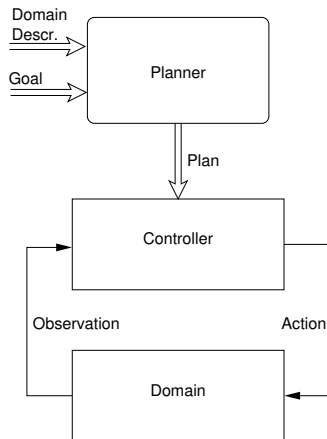 Domain
Descr.
Goal
Planner
Plan
Controller
Observation
Action
Domain